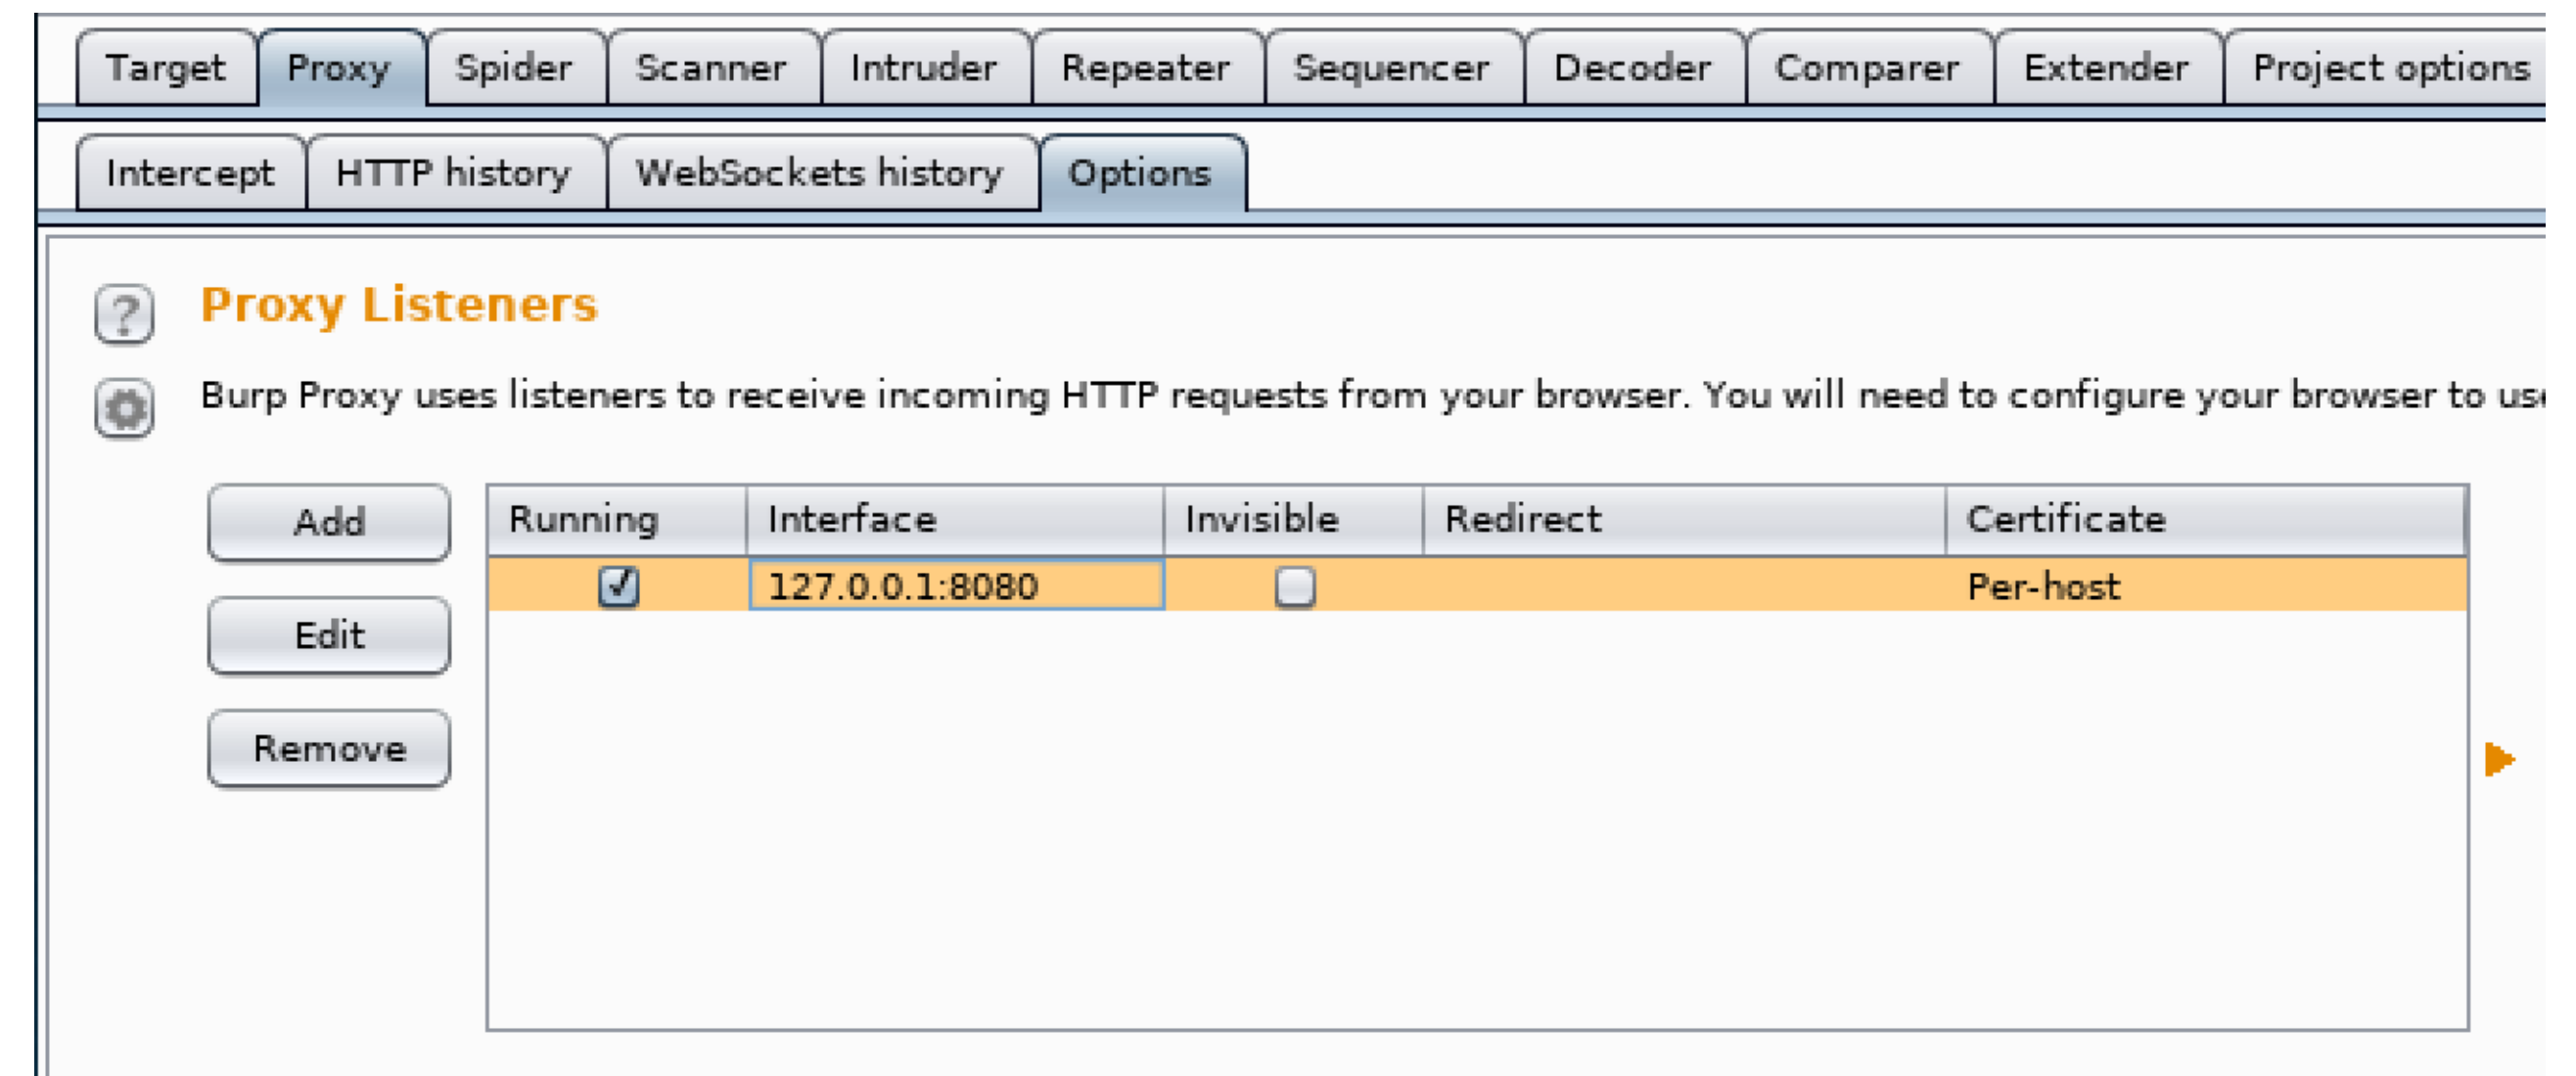 Target Proxy Spider Scanner Intruder Repeater Sequencer Decoder Comparer Extender Project options
Intercept HTTP history WebSockets history Options
? Proxy Listeners
Burp Proxy uses listeners to receive incoming HTTP requests from your browser. You will need to configure your browser to
Add
Edit
Remove
Running Interface Invisible Redirect Certificate
127.0.0.1:8080 Per-host